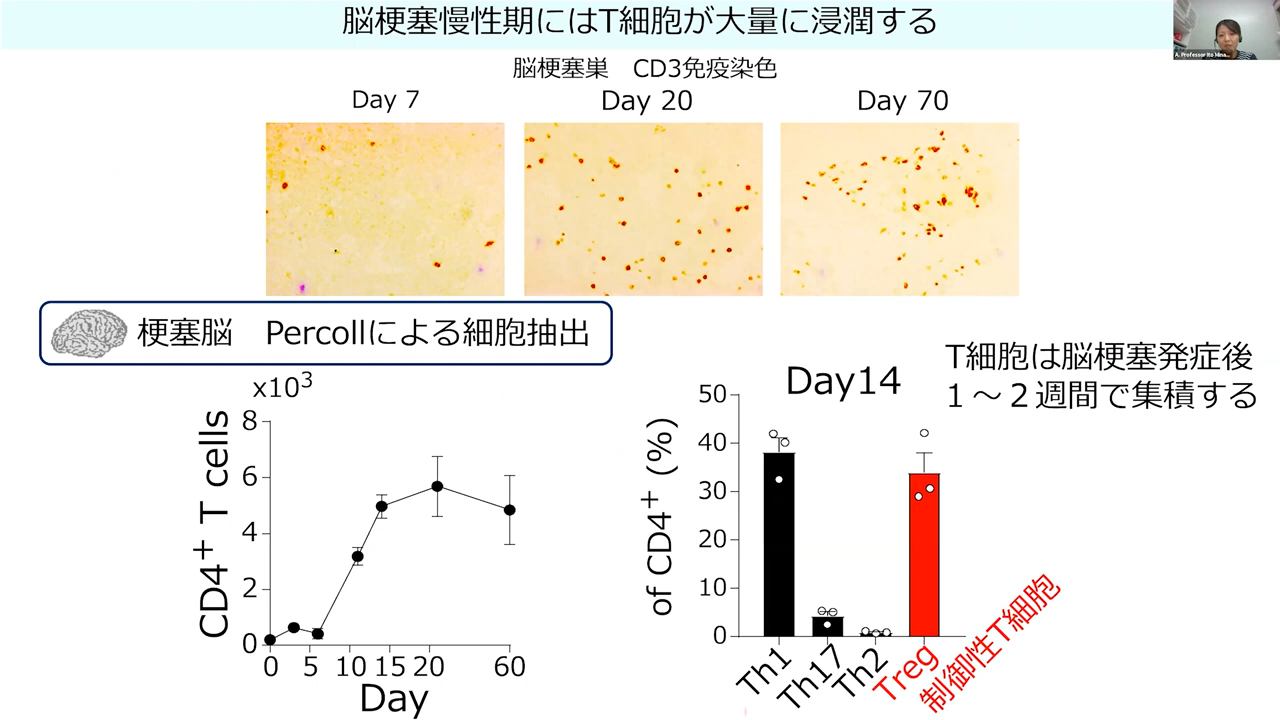 脳梗塞慢性期にはT細胞が大量に浸潤する
A. Professor Ito Mina...
脳梗塞巣 CD3免疫染色
Day 7
Day 20
Day 70
梗塞脳 Percollによる細胞抽出
T細胞は脳梗塞発症後
１～２週間で集積する
x10³
CD4⁺ T cells
8
6
4
2
0
0 5 10 15 20 60
Day
Day14
of CD4⁺ (%)
50
40
30
20
10
0
Th1
Th17
Th2
Treg
制御性T細胞